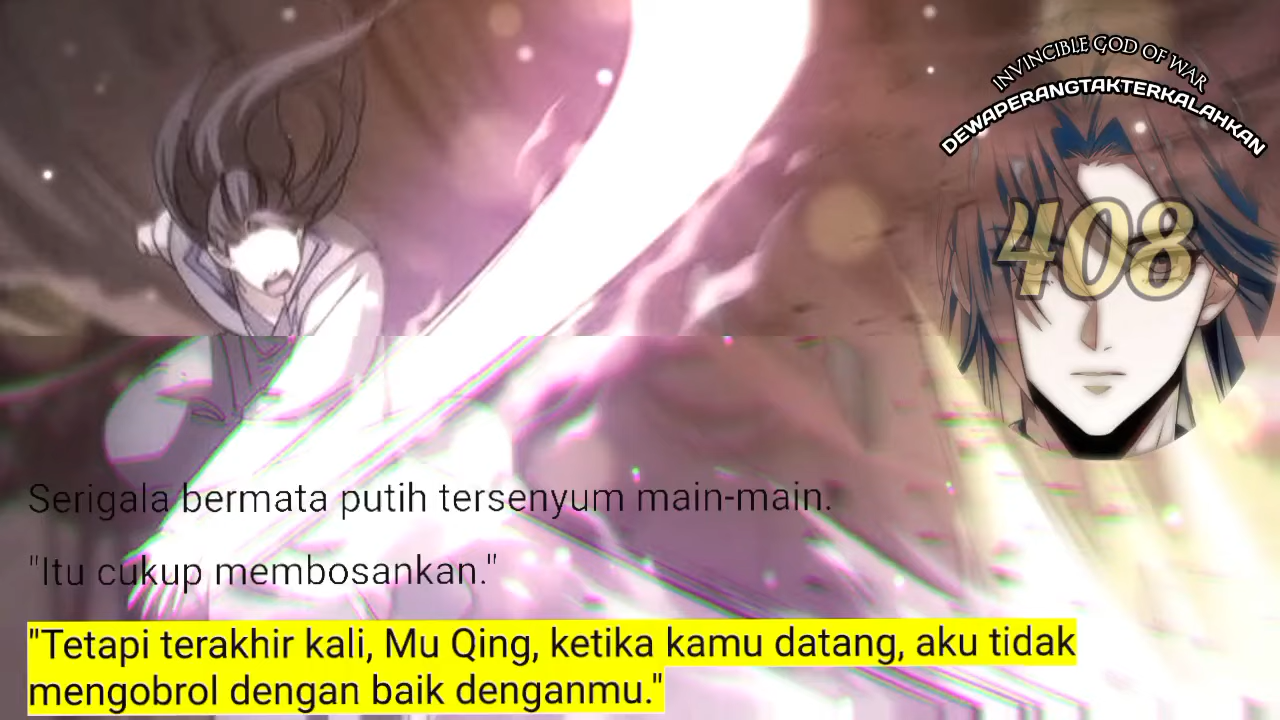 INVINCIBLE GOD OF WAR
DEWAPERANGTAKTERKALAHKAN
408
Serigala bermata putih tersenyum main-main.
"Itu cukup membosankan."
"Tetapi terakhir kali, Mu Qing, ketika kamu datang, aku tidak
mengobrol dengan baik denganmu."